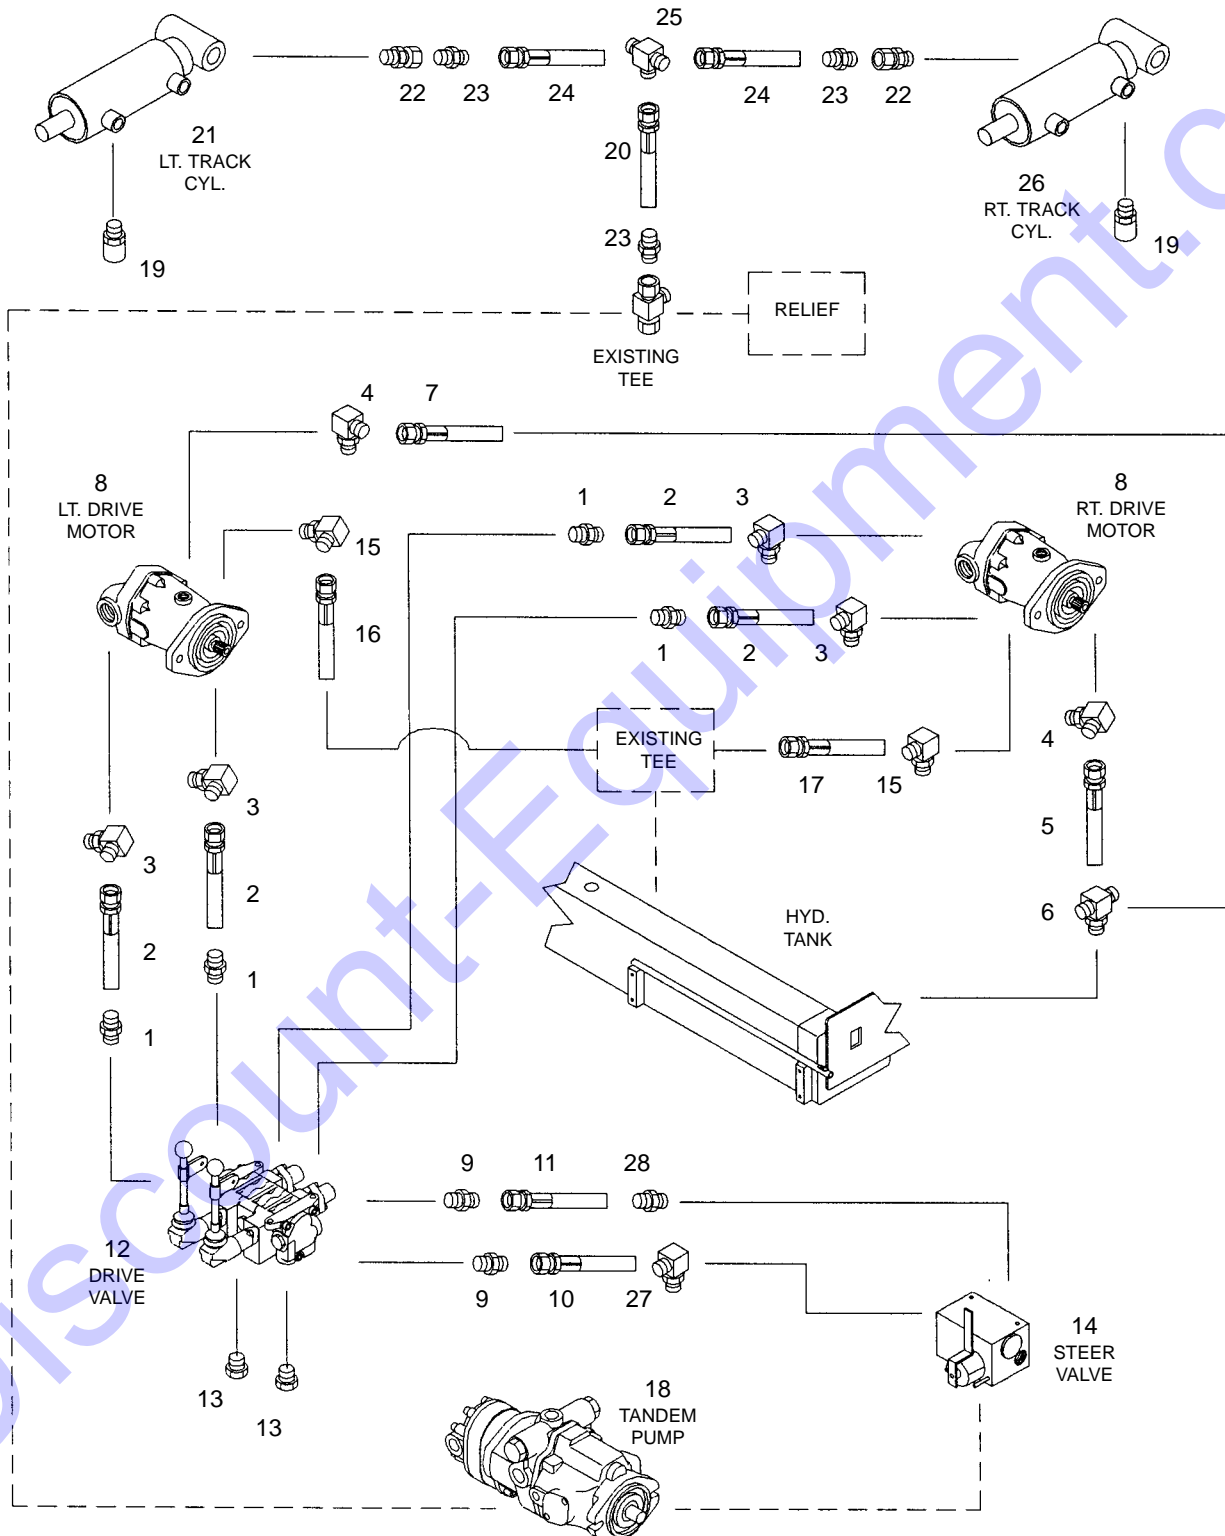 25
22
23
24
24
23
22
21
LT. TRACK
CYL.
20
26
RT. TRACK
CYL.
23
19
19
RELIEF
EXISTING
TEE
4
7
8
LT. DRIVE
MOTOR
1
2
3
8
RT. DRIVE
MOTOR
15
16
1
2
3
EXISTING
TEE
4
17
15
3
5
3
2
6
HYD.
TANK
2
1
1
9
11
28
12
DRIVE
VALVE
9
10
27
14
STEER
VALVE
13
13
18
TANDEM
PUMP
Discount-Equipment.c